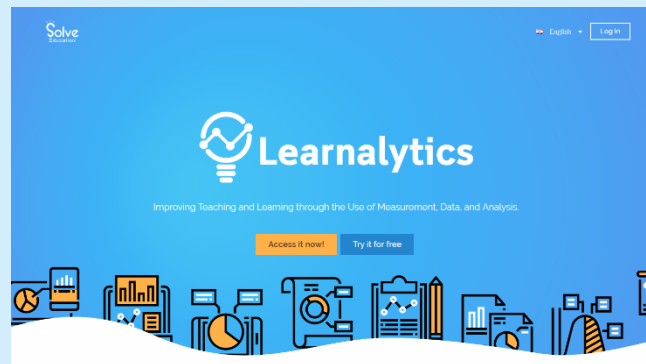 Solve
Education
English
Log In
Learnalytics
Improving Teaching and Learning through the Use of Measurement, Data, and Analysis.
Access it now!
Try it for free